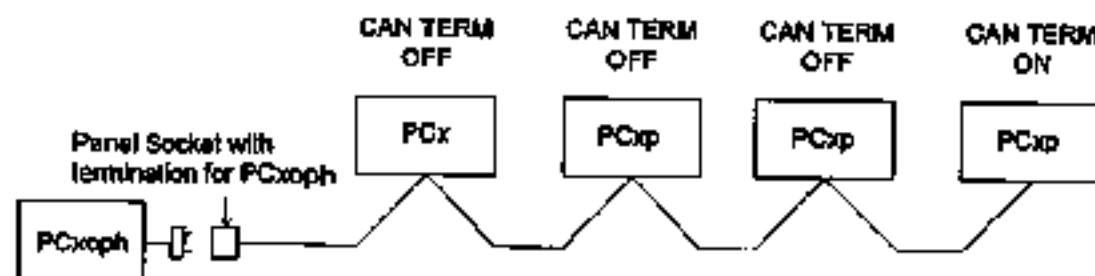 CAN TERM
OFF
CAN TERM
OFF
CAN TERM
OFF
CAN TERM
ON
PCx
PCxp
PCxp
PCxp
Panel Socket with
termination for PCxoph
PCxoph